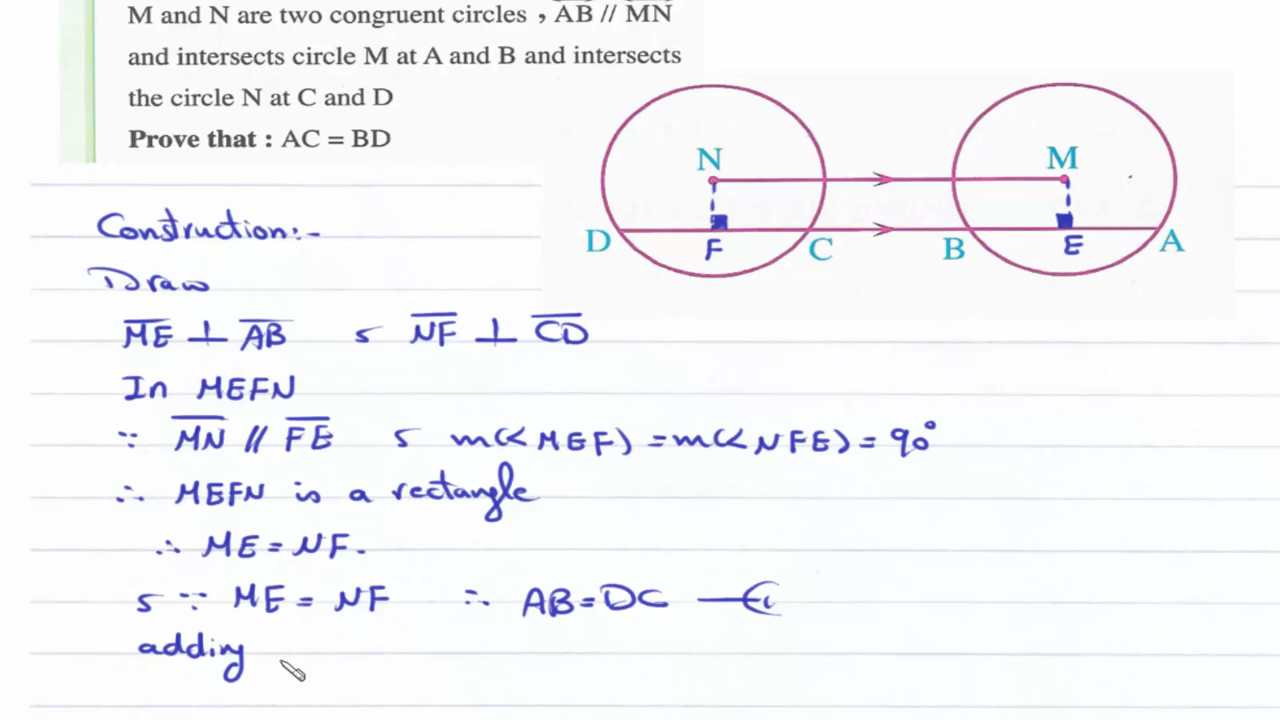 M and N are two congruent circles , AB // MN
and intersects circle M at A and B and intersects
the circle N at C and D
Prove that : AC = BD
N
M
D
F
C
B
E
A
Construction:-
Draw
ME ⊥ AB , NF ⊥ CD
In MEFN
∵ MN // FE , m(<MEF) = m(<NFE) = 90°
∴ MEFN is a rectangle
∴ ME = NF.
, ∵ ME = NF ∴ AB = DC
adding